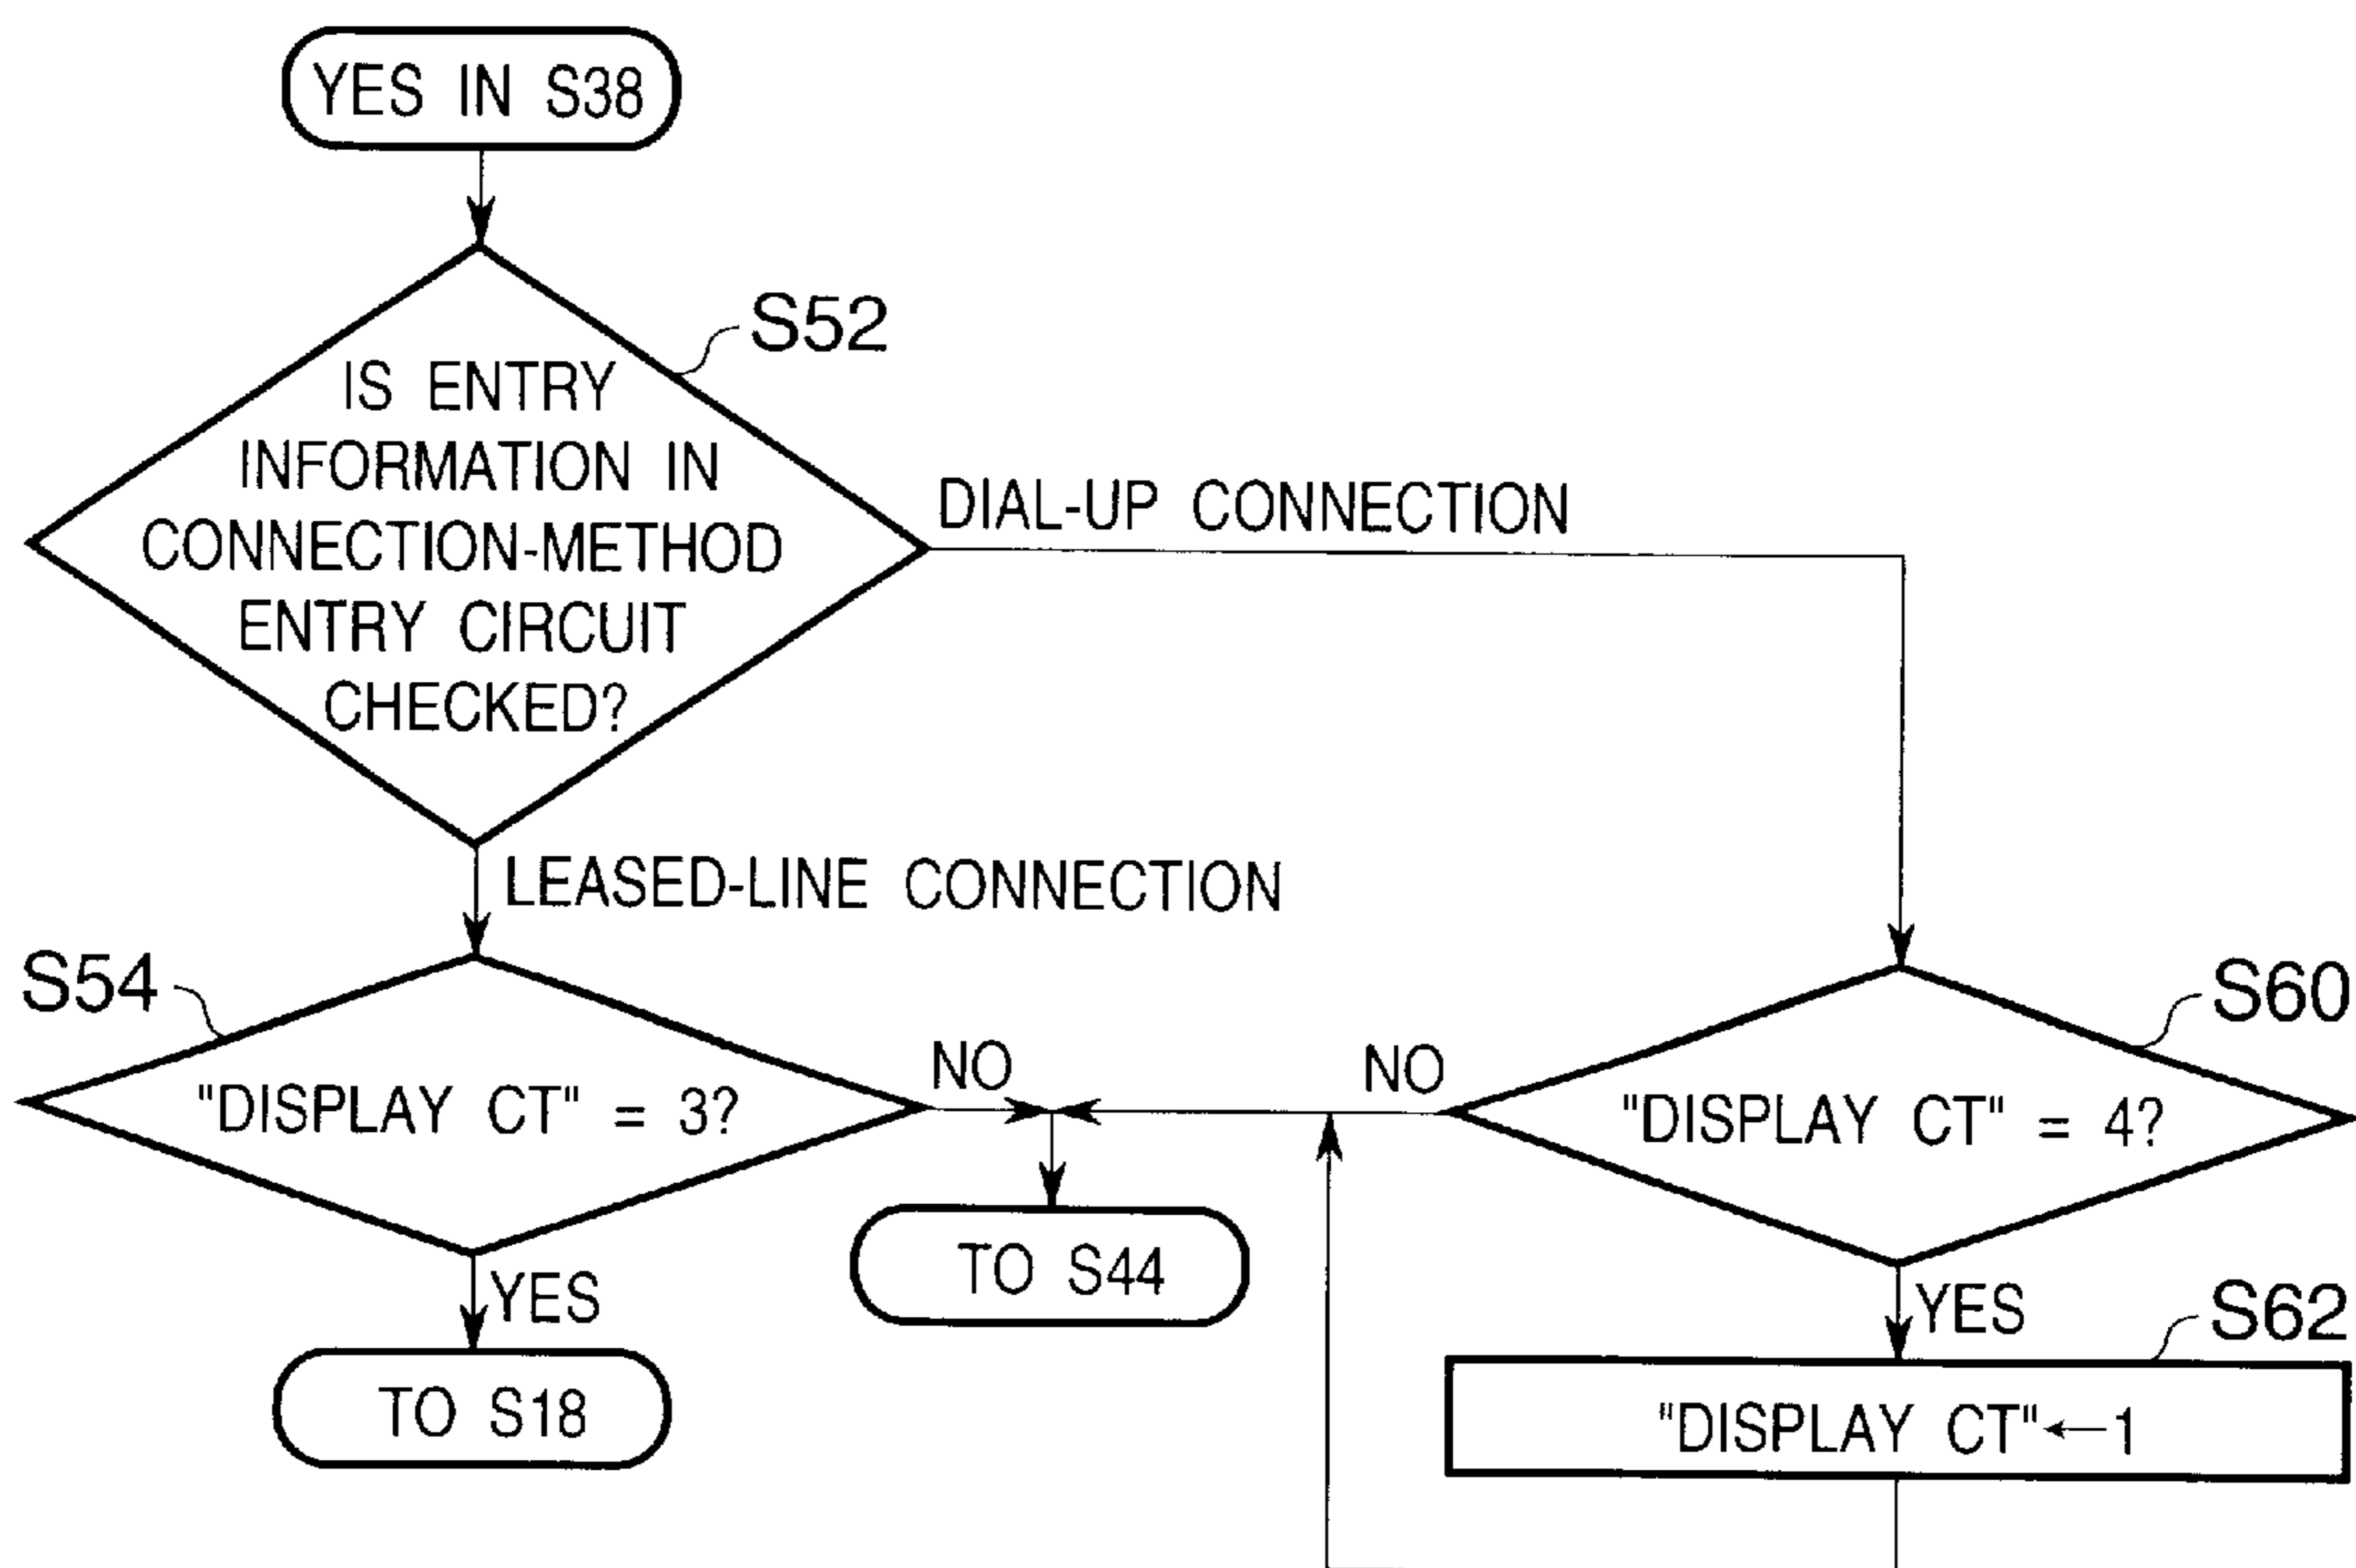 YES IN S38
S52
IS ENTRY
INFORMATION IN
CONNECTION-METHOD
ENTRY CIRCUIT
CHECKED?
DIAL-UP CONNECTION
LEASED-LINE CONNECTION
S54
"DISPLAY CT" = 3?
NO
NO
S60
"DISPLAY CT" = 4?
TO S44
YES
TO S18
YES
S62
"DISPLAY CT"←1